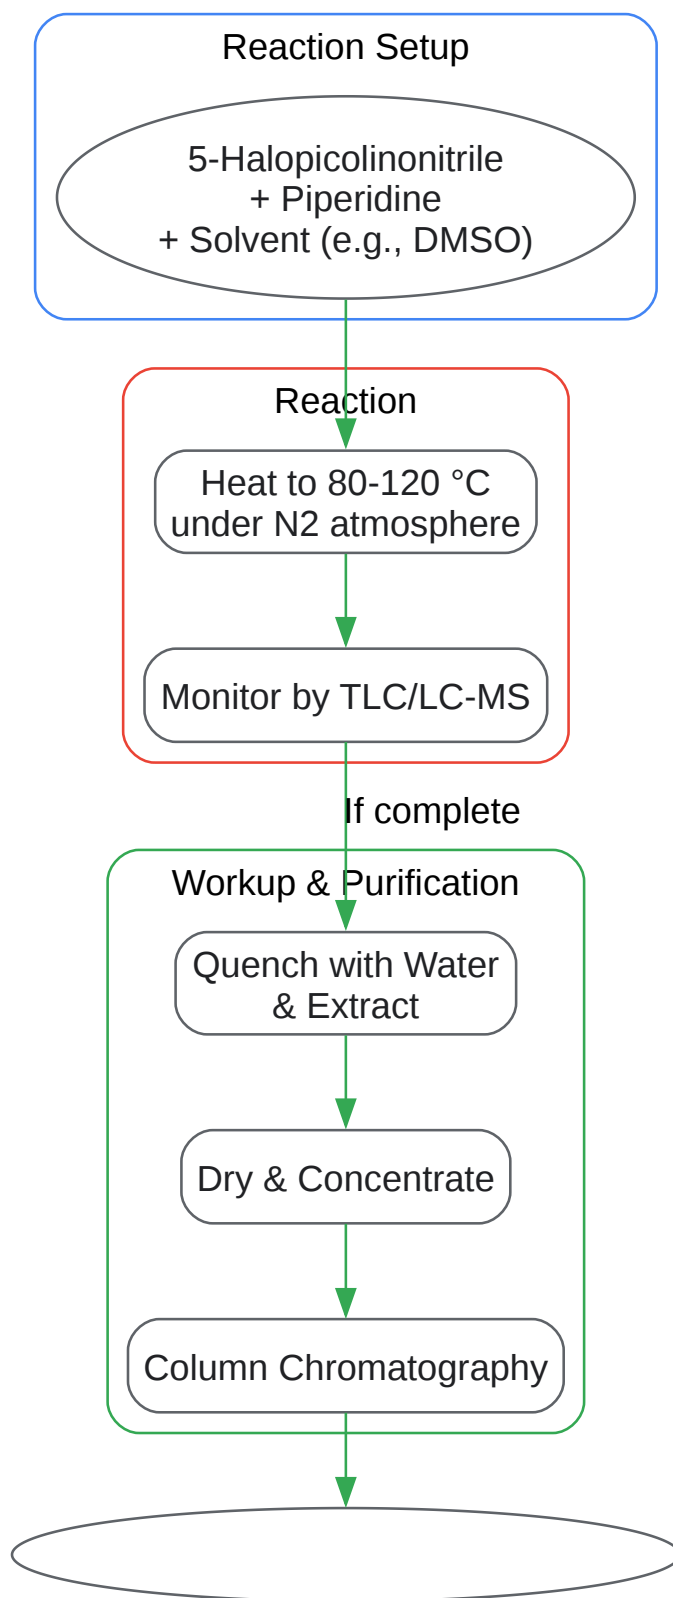 Reaction Setup
5-Halopicolinonitrile
+ Piperidine
+ Solvent (e.g., DMSO)
Reaction
Heat to 80-120 °C
under N2 atmosphere
Monitor by TLC/LC-MS
If complete
Workup & Purification
Quench with Water
& Extract
Dry & Concentrate
Column Chromatography